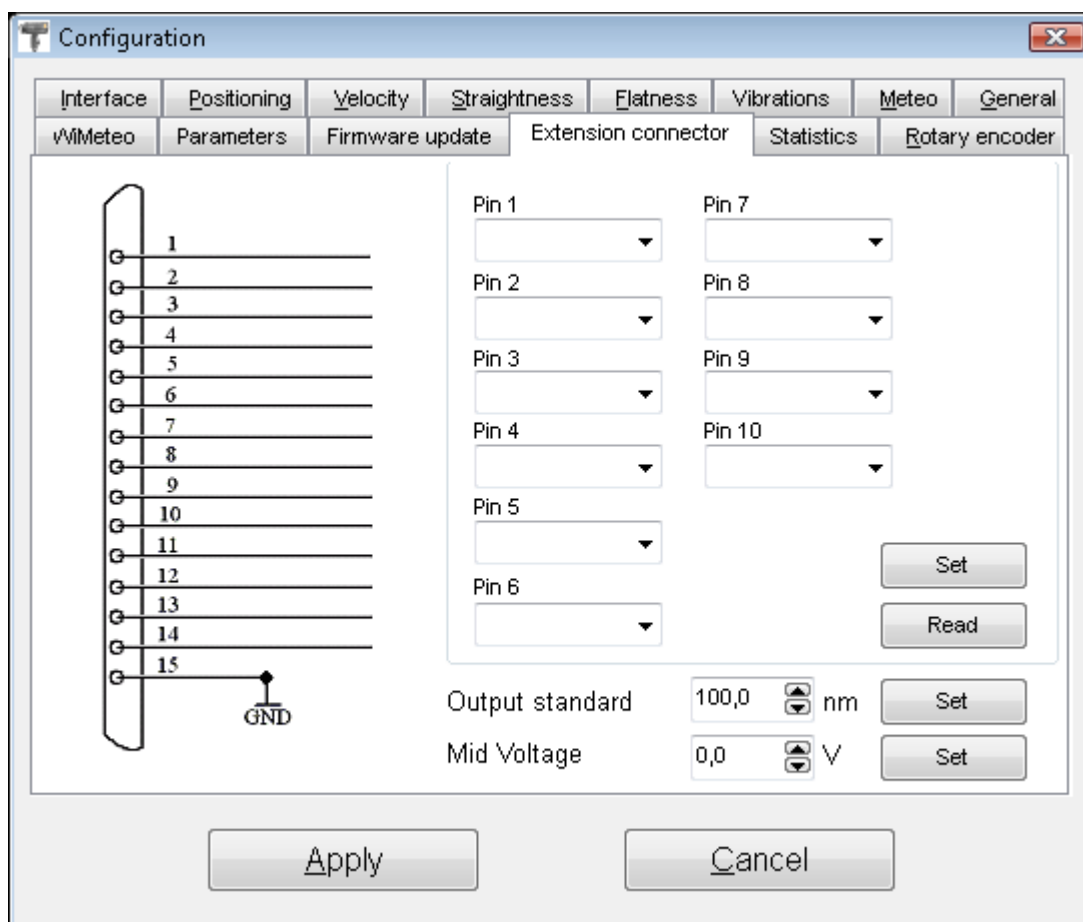 Configuration
Interface Positioning Velocity Straightness Flatness Vibrations Meteo General
WiMeteo Parameters Firmware update Extension connector Statistics Rotary encoder
1
2
3
4
5
6
7
8
9
10
11
12
13
14
15
GND
Pin 1 Pin 7
Pin 2 Pin 8
Pin 3 Pin 9
Pin 4 Pin 10
Pin 5
Pin 6
Set
Read
Output standard 100,0 nm Set
Mid Voltage 0,0 V Set
Apply Cancel